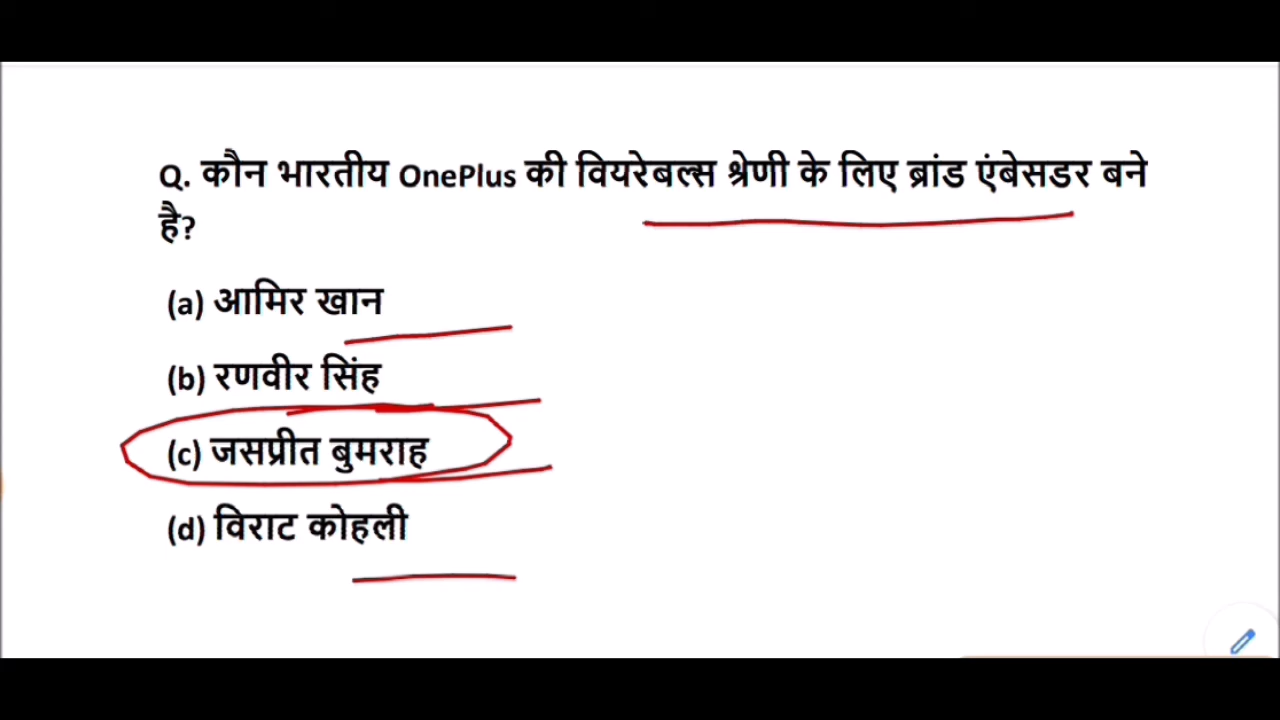 Q. कौन भारतीय OnePlus की वियरेबल्स श्रेणी के लिए ब्रांड एंबेसडर बने
है?
(a) आमिर खान
(b) रणवीर सिंह
(c) जसप्रीत बुमराह
(d) विराट कोहली